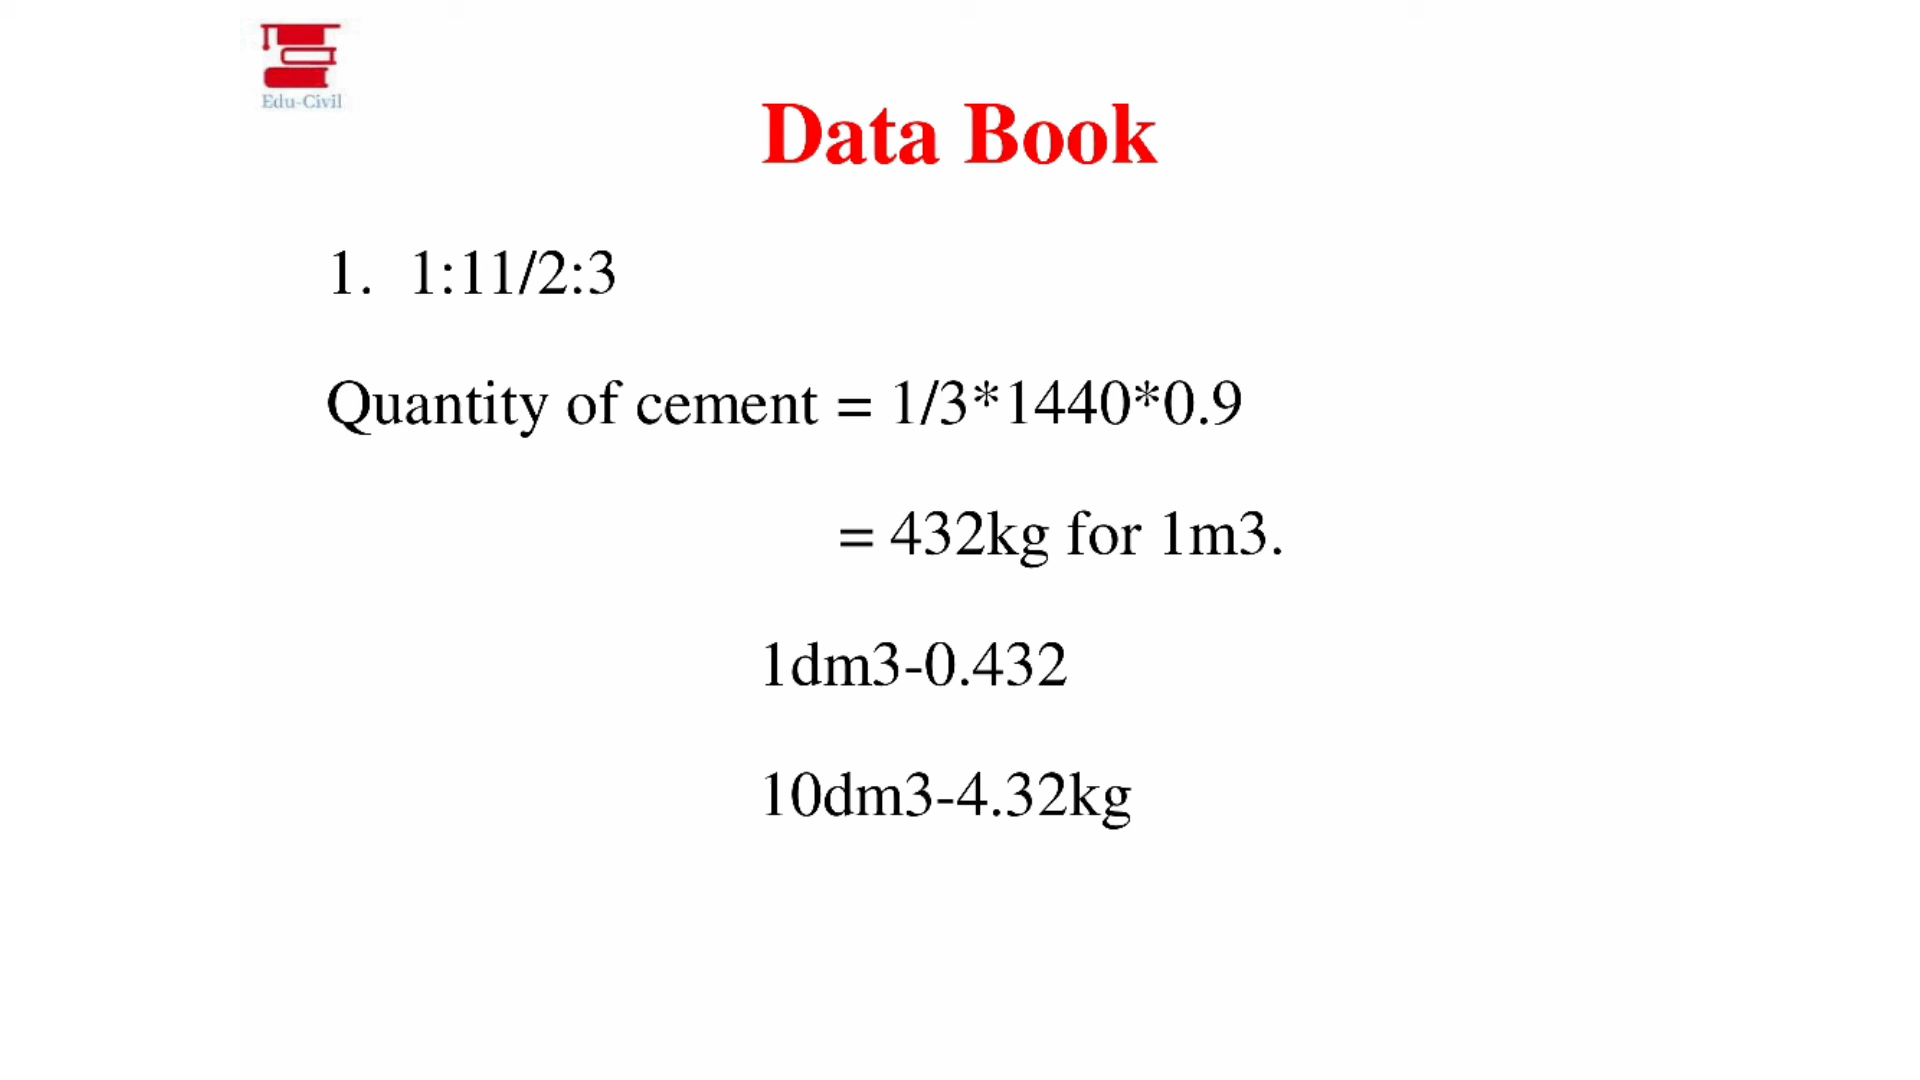 Edu-Civil
Data Book
1. 1:11/2:3
Quantity of cement = 1/3*1440*0.9
= 432kg for 1m3.
1dm3-0.432
10dm3-4.32kg